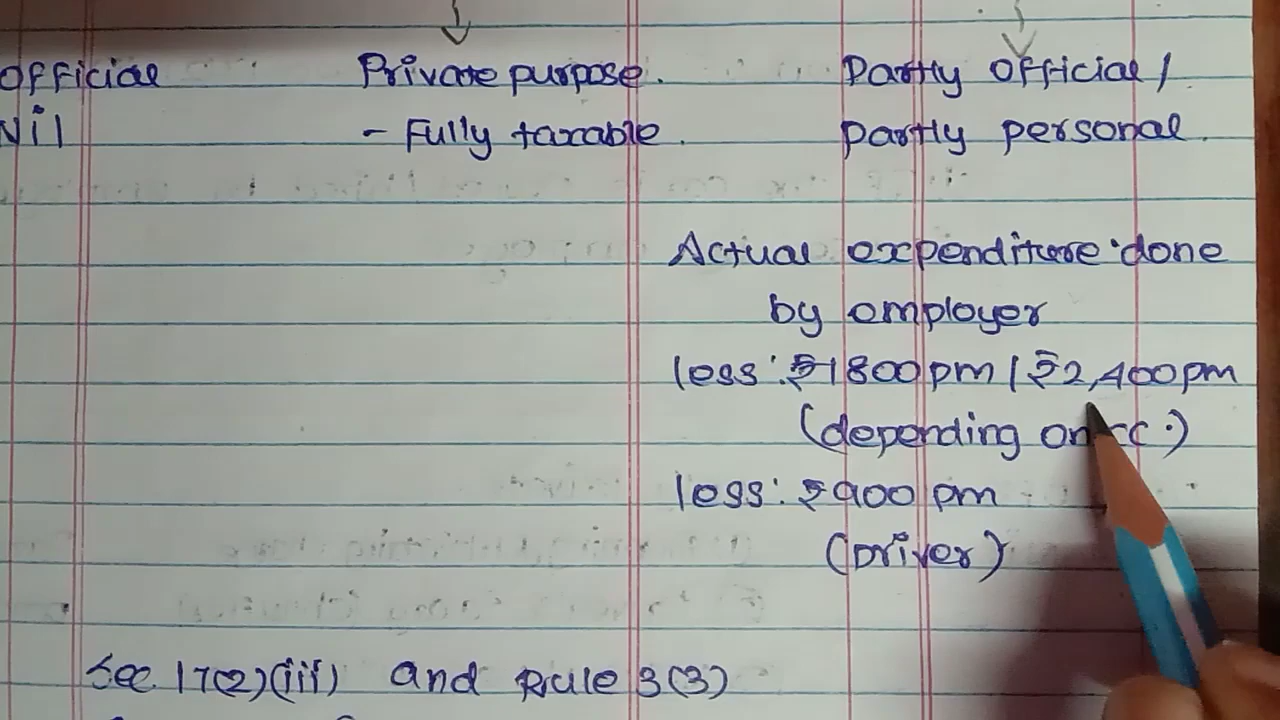 official Private purpose. Partly official /
Nil - Fully taxable. partly personal.
Actual expenditure done
by employer
less: ₹1800 pm / ₹2,400 pm
(depending on cc.)
less: ₹900 pm
(Driver)
Sec 17(2)(iii) and Rule 3(3)